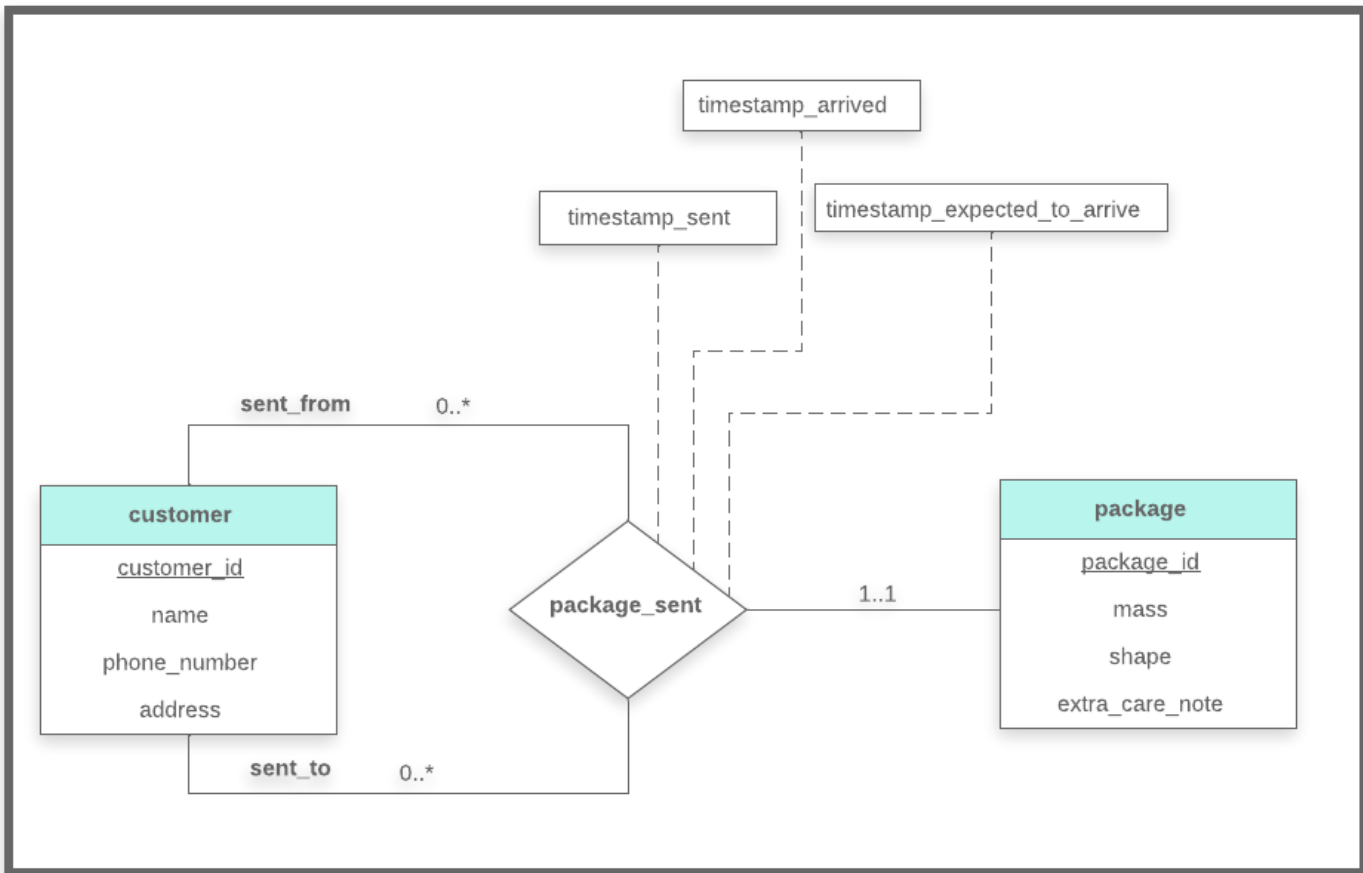 timestamp_arrived
timestamp_sent
timestamp_expected_to_arrive
sent_from
0..*
customer
customer_id
name
phone_number
address
package_sent
1..1
package
package_id
mass
shape
extra_care_note
sent_to
0..*